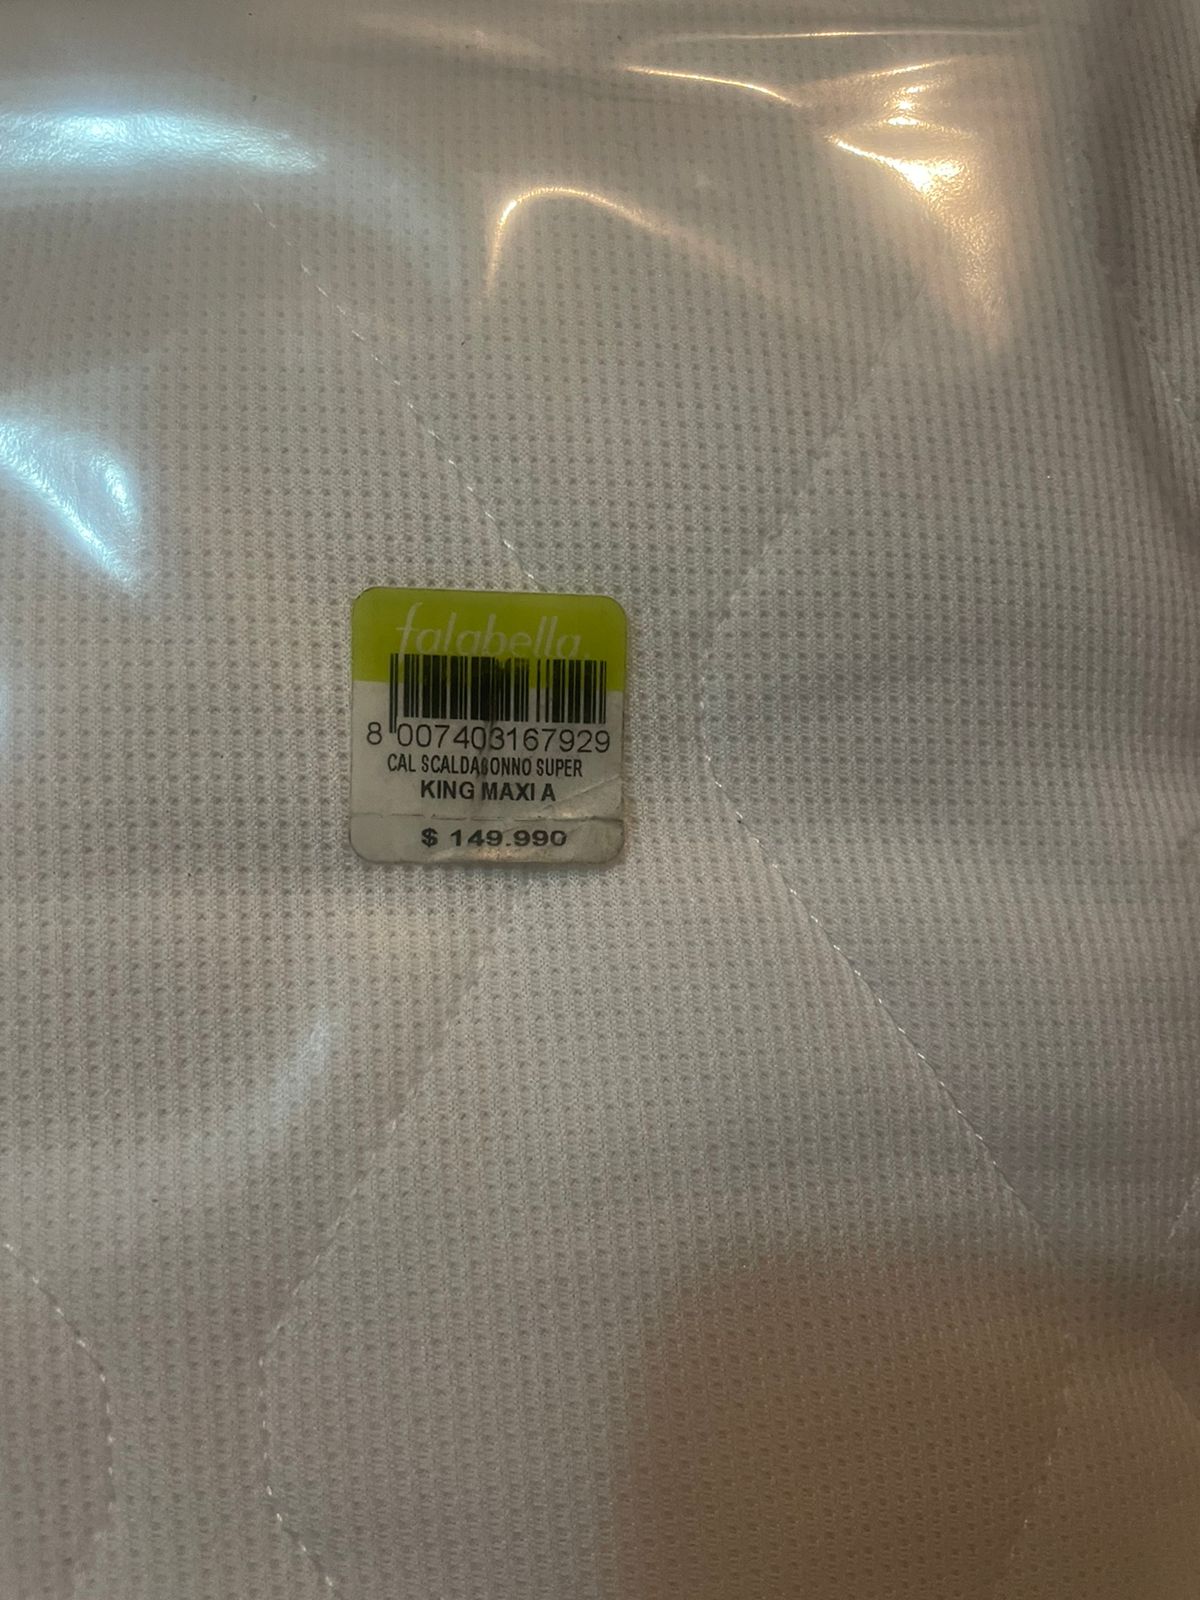 falabella.
8 007403167929
CAL SCALDASONNO SUPER
KING MAXI A
$ 149.990